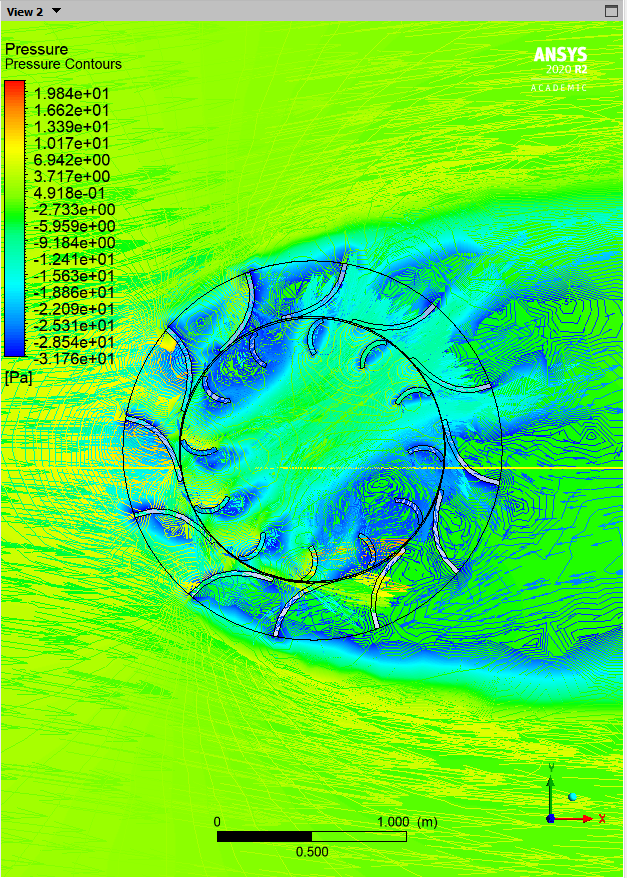 View 2
Pressure
Pressure Contours
ANSYS
2020 R2
ACADEMIC
1.984e+01
1.662e+01
1.339e+01
1.017e+01
6.942e+00
3.717e+00
4.918e-01
-2.733e+00
-5.959e+00
-9.184e+00
-1.241e+01
-1.563e+01
-1.886e+01
-2.209e+01
-2.531e+01
-2.854e+01
-3.176e+01
[Pa]
Y
X
0 1.000 (m)
0.500